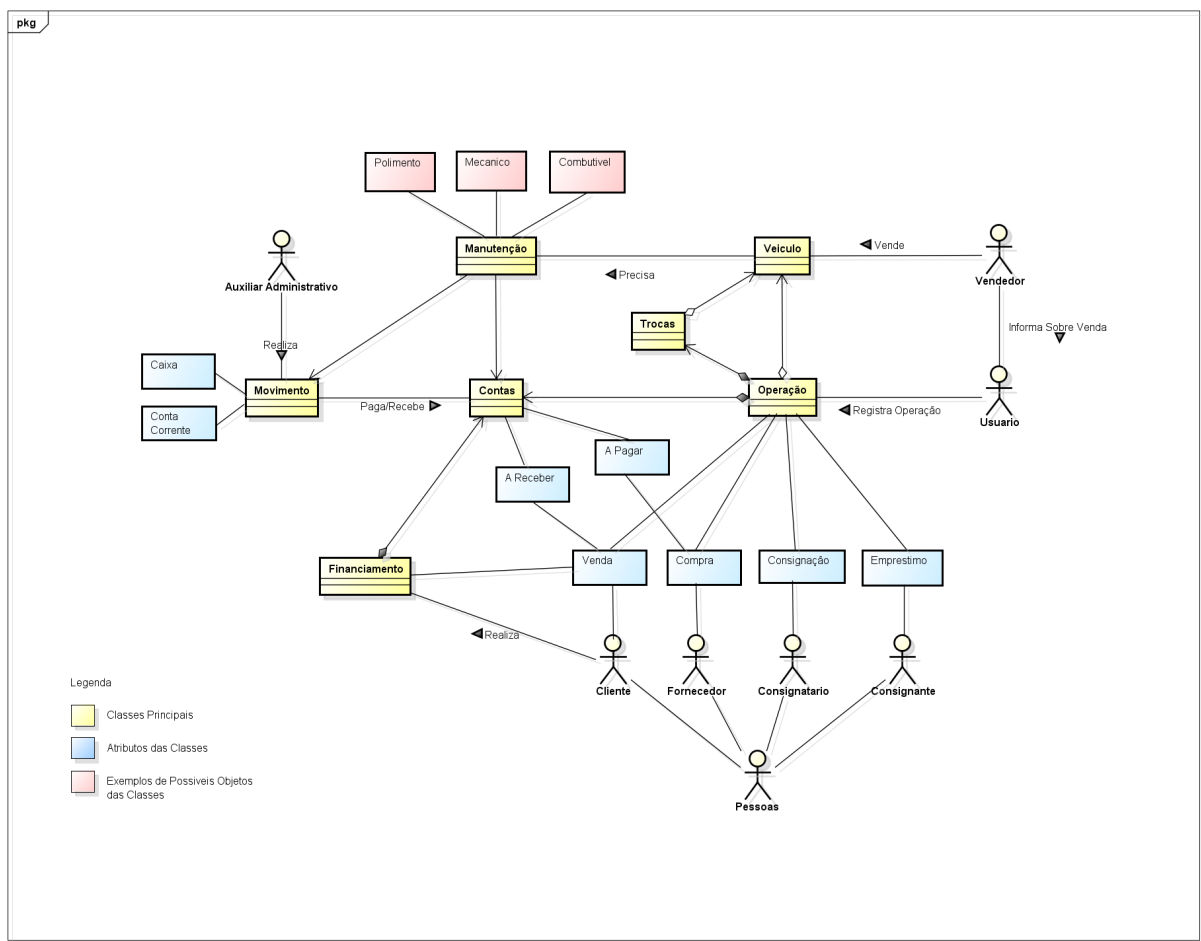 pkg
Polimento
Mecanico
Combutivel
Manutenção
Veiculo
Vende
Vendedor
Precisa
Auxiliar Administrativo
Trocas
Informa Sobre Venda
Realiza
Caixa
Movimento
Contas
Operação
Paga/Recebe
Registra Operação
Usuario
Conta
Corrente
A Pagar
A Receber
Financiamento
Venda
Compra
Consignação
Emprestimo
Realiza
Cliente
Fornecedor
Consignatario
Consignante
Pessoas
Legenda
Classes Principais
Atributos das Classes
Exemplos de Possiveis Objetos
das Classes